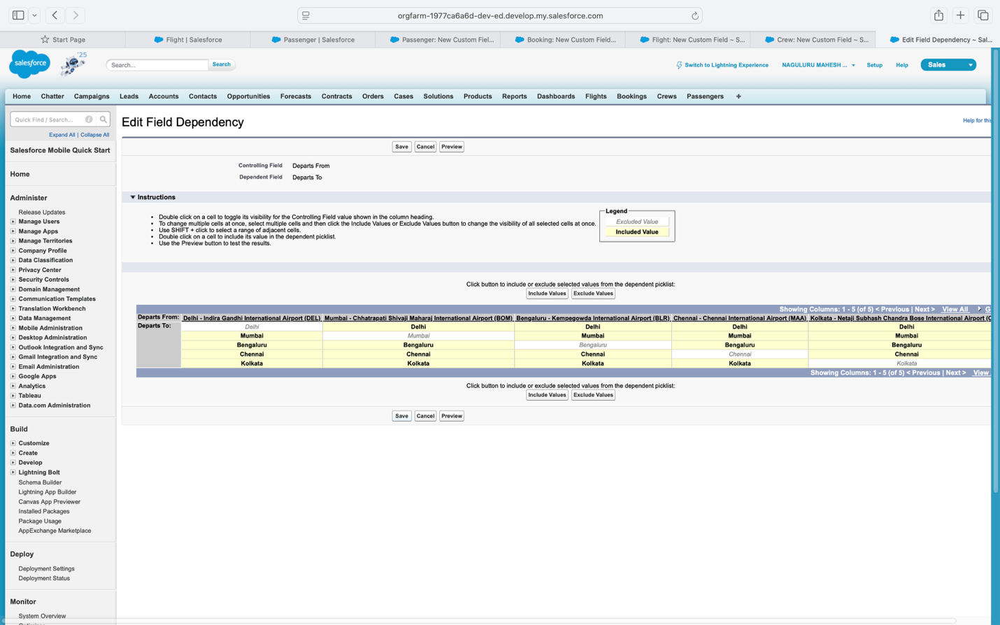 orgfarm-1977ca6a6d-dev-ed.develop.my.salesforce.com
Start Page
Flight | Salesforce
Passenger | Salesforce
Passenger: New Custom Fiel...
Booking: New Custom Field...
Flight: New Custom Field ~ S...
Crew: New Custom Field ~ S...
Edit Field Dependency ~ Sal...
salesforce
'25
Search...
Search
Switch to Lightning Experience
NAGULURU MAHESH ...
Setup
Help
Sales
Home Chatter Campaigns Leads Accounts Contacts Opportunities Forecasts Contracts Orders Cases Solutions Products Reports Dashboards Flights Bookings Crews Passengers +
Quick Find / Search...
Expand All | Collapse All
Salesforce Mobile Quick Start
Home
Administer
Release Updates
Manage Users
Manage Apps
Manage Territories
Company Profile
Data Classification
Privacy Center
Security Controls
Domain Management
Communication Templates
Translation Workbench
Data Management
Mobile Administration
Desktop Administration
Outlook Integration and Sync
Gmail Integration and Sync
Email Administration
Google Apps
Analytics
Tableau
Data.com Administration
Build
Customize
Create
Develop
Lightning Bolt
Schema Builder
Lightning App Builder
Canvas App Previewer
Installed Packages
Package Usage
AppExchange Marketplace
Deploy
Deployment Settings
Deployment Status
Monitor
System Overview
Edit Field Dependency
Help for this
Save Cancel Preview
Controlling Field Departs From
Dependent Field Departs To
Instructions
• Double click on a cell to toggle its visibility for the Controlling Field value shown in the column heading.
• To change multiple cells at once, select multiple cells and then click the Include Values or Exclude Values button to change the visibility of all selected cells at once.
• Use SHIFT + click to select a range of adjacent cells.
• Double click on a cell to include its value in the dependent picklist.
• Use the Preview button to test the results.
Legend
Excluded Value
Included Value
Click button to include or exclude selected values from the dependent picklist:
Include Values Exclude Values
Showing Columns: 1 - 5 (of 5) < Previous | Next > View All G
Departs From: Delhi - Indira Gandhi International Airport (DEL) Mumbai - Chhatrapati Shivaji Maharaj International Airport (BOM) Bengaluru - Kempegowda International Airport (BLR) Chennai - Chennai International Airport (MAA) Kolkata - Netaji Subhash Chandra Bose International Airport (C
Departs To: Delhi Delhi Delhi Delhi Delhi
Mumbai Mumbai Mumbai Mumbai Mumbai
Bengaluru Bengaluru Bengaluru Bengaluru Bengaluru
Chennai Chennai Chennai Chennai Chennai
Kolkata Kolkata Kolkata Kolkata Kolkata
Showing Columns: 1 - 5 (of 5) < Previous | Next > View
Click button to include or exclude selected values from the dependent picklist:
Include Values Exclude Values
Save Cancel Preview